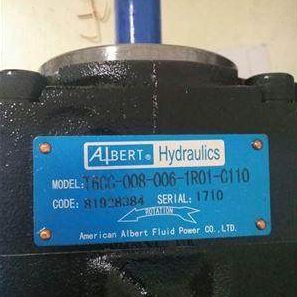 ALBERT® Hydraulics
MODEL: T6CC-008-006-1R01-C110
CODE: 81928384 SERIAL: 1710
ROTATION
American Albert Fluid Power CO.,LTD.